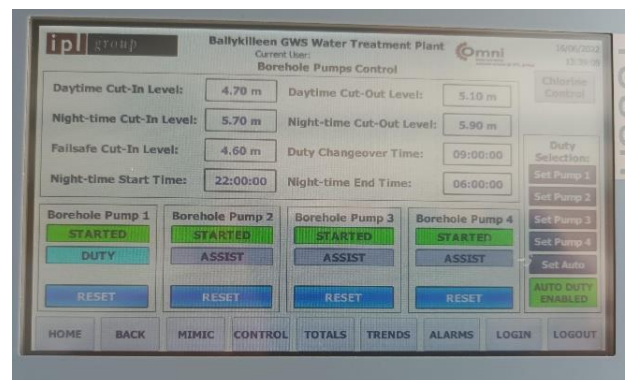 ipl group
Ballykilleen GWS Water Treatment Plant
Current User:
Borehole Pumps Control
Omni
10/06/2022
Chlorine Control
Daytime Cut-In Level: 4.70 m Daytime Cut-Out Level: 5.10 m
Night-time Cut-In Level: 5.70 m Night-time Cut-Out Level: 5.90 m
Failsafe Cut-In Level: 4.60 m Duty Changeover Time: 09:00:00
Night-time Start Time: 22:00:00 Night-time End Time: 06:00:00
Duty Selection:
Set Pump 1
Set Pump 2
Set Pump 3
Set Pump 4
Set Auto
AUTO DUTY ENABLED
Borehole Pump 1 Borehole Pump 2 Borehole Pump 3 Borehole Pump 4
STARTED STARTED STARTED STARTED
DUTY ASSIST ASSIST ASSIST
RESET RESET RESET RESET
HOME BACK MIMIC CONTROL TOTALS TRENDS ALARMS LOGIN LOGOUT